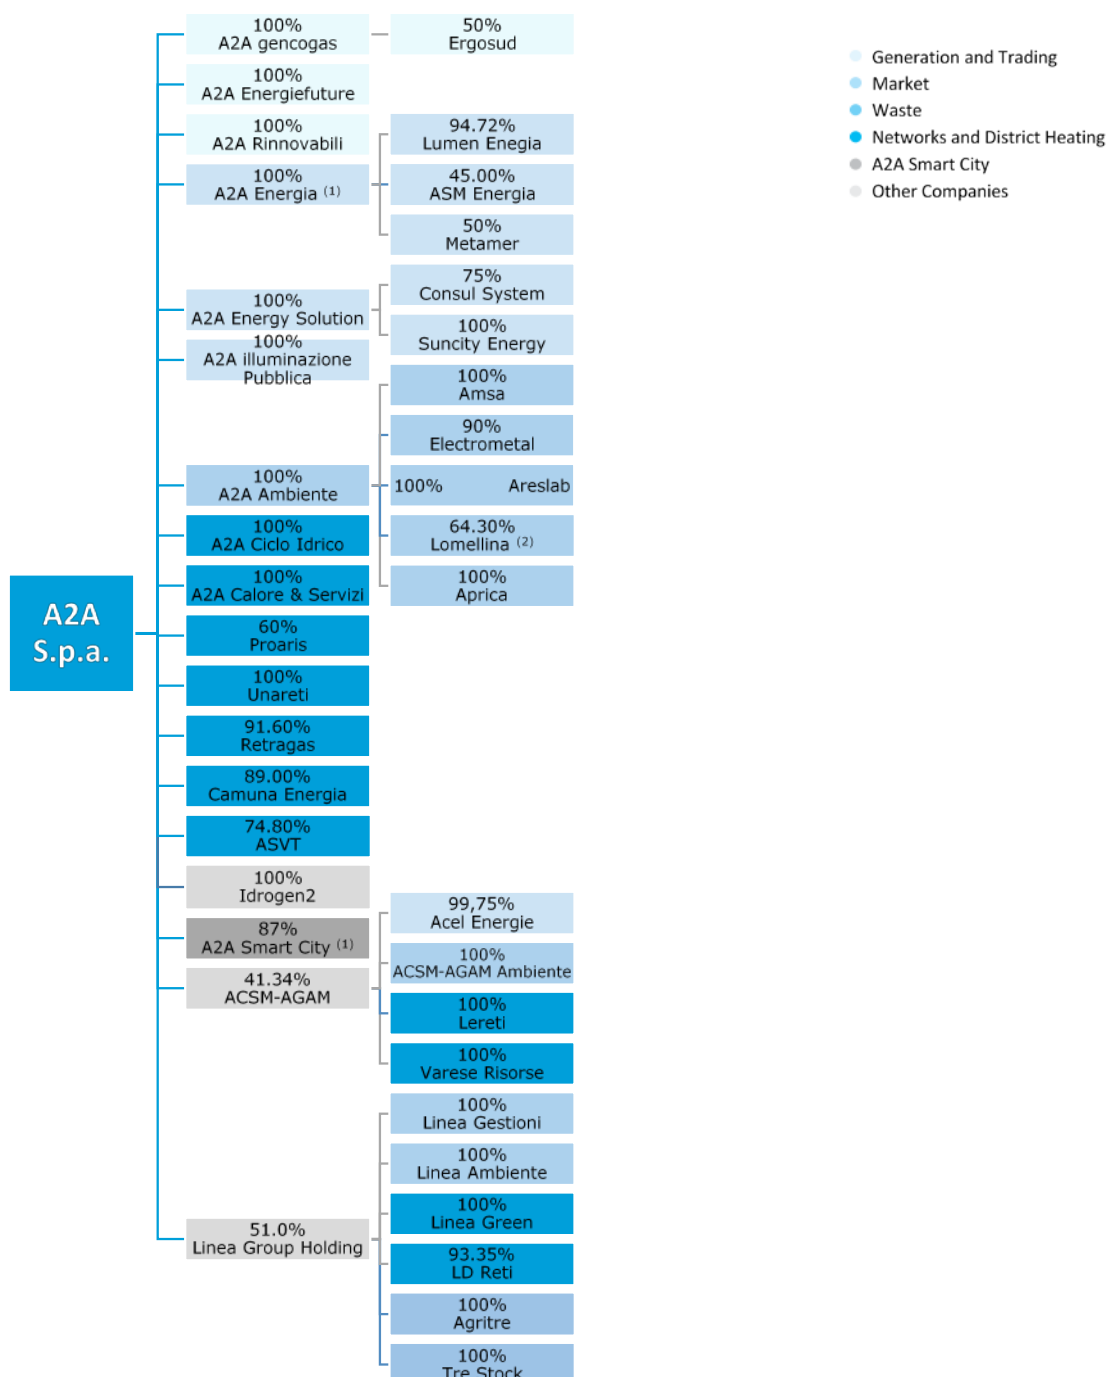 100%
A2A gencogas
50%
Ergosud
100%
A2A Energiefuture
100%
A2A Rinnovabili
100%
A2A Energia (1)
94.72%
Lumen Enegia
45.00%
ASM Energia
50%
Metamer
100%
A2A Energy Solution
75%
Consul System
100%
Suncity Energy
100%
A2A illuminazione
Pubblica
100%
A2A Ambiente
100%
Amsa
90%
Electrometal
100% Areslab
64.30%
Lomellina (2)
100%
Aprica
100%
A2A Ciclo Idrico
100%
A2A Calore & Servizi
60%
Proaris
100%
Unareti
91.60%
Retragas
89.00%
Camuna Energia
74.80%
ASVT
100%
Idrogen2
87%
A2A Smart City (1)
41.34%
ACSM-AGAM
99,75%
Acel Energie
100%
ACSM-AGAM Ambiente
100%
Lereti
100%
Varese Risorse
51.0%
Linea Group Holding
100%
Linea Gestioni
100%
Linea Ambiente
100%
Linea Green
93.35%
LD Reti
100%
Agritre
100%
Tre Stock
A2A
S.p.a.
Generation and Trading
Market
Waste
Networks and District Heating
A2A Smart City
Other Companies